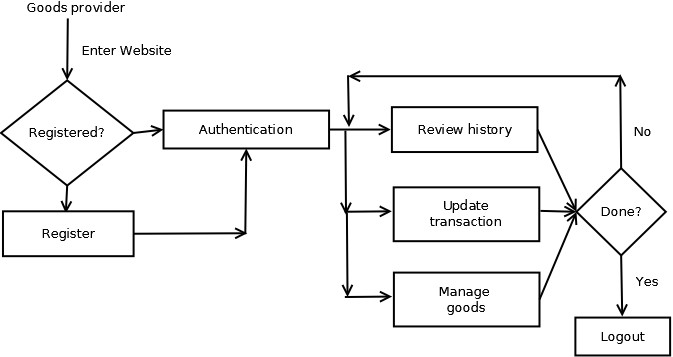 Goods provider
Enter Website
Registered?
Authentication
Review history
No
Update
transaction
Done?
Register
Manage
goods
Yes
Logout